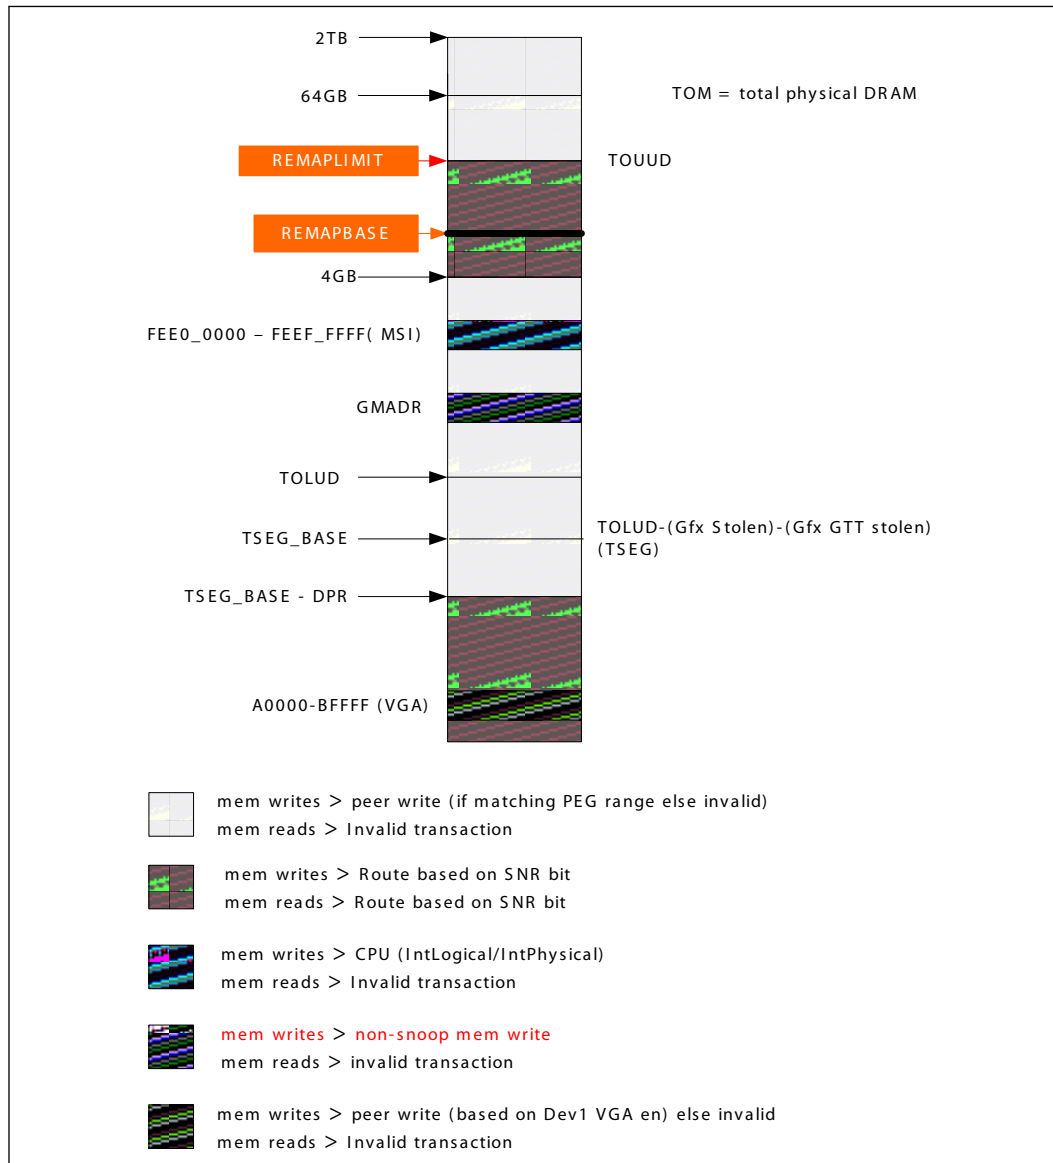 2TB
64GB
TOM = total physical DRAM
REMAPLIMIT
TOUUD
REMAPBASE
4GB
FEE0_0000 – FEEF_FFFF( MSI)
GMADR
TOLUD
TSEG_BASE
TOLUD-(Gfx Stolen)-(Gfx GTT stolen)
(TSEG)
TSEG_BASE - DPR
A0000-BFFFF (VGA)
mem writes > peer write (if matching PEG range else invalid)
mem reads > Invalid transaction
mem writes > Route based on SNR bit
mem reads > Route based on SNR bit
mem writes > CPU (IntLogical/IntPhysical)
mem reads > Invalid transaction
mem writes > non-snoop mem write
mem reads > invalid transaction
mem writes > peer write (based on Dev1 VGA en) else invalid
mem reads > Invalid transaction